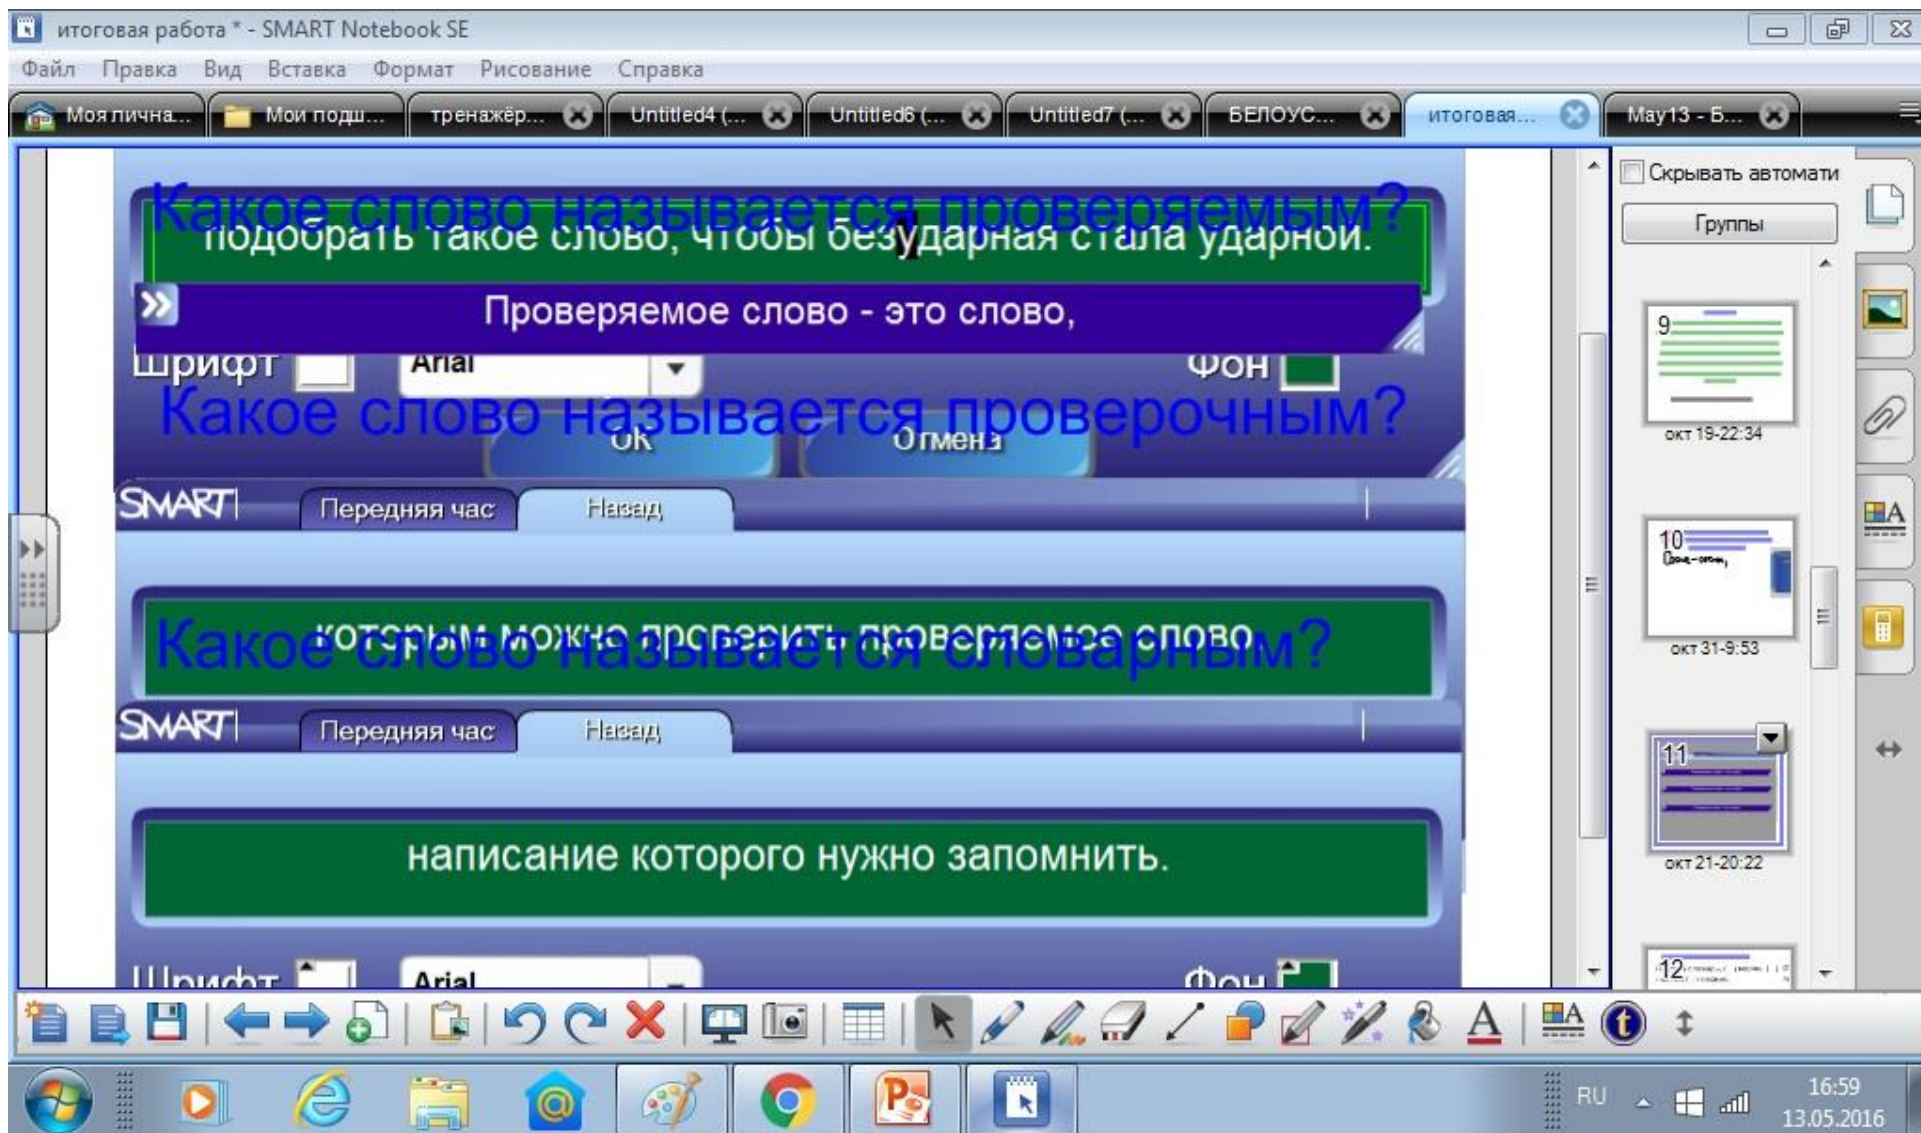 итоговая работа * - SMART Notebook SE
Файл Правка Вид Вставка Формат Рисование Справка
Моя лична... Мои подш... тренажёр... Untitled4 (... Untitled6 (... Untitled7 (... БЕЛОУС... итоговая... May13 - Б...
Какое слово называется проверяемым?
подобрать такое слово, чтобы безударная стала ударной.
Проверяемое слово - это слово,
Шрифт Arial Фон
Какое слово называется проверочным?
ОК Отмена
SMART Передняя час Назад
которым можно проверить проверяемое слово.
Какое слово называется словарным?
SMART Передняя час Назад
написание которого нужно запомнить.
Шрифт Arial Фон
Скрывать автомати
Группы
9
окт 19-22:34
10
окт 31-9:53
11
окт 21-20:22
12
RU 16:59
13.05.2016